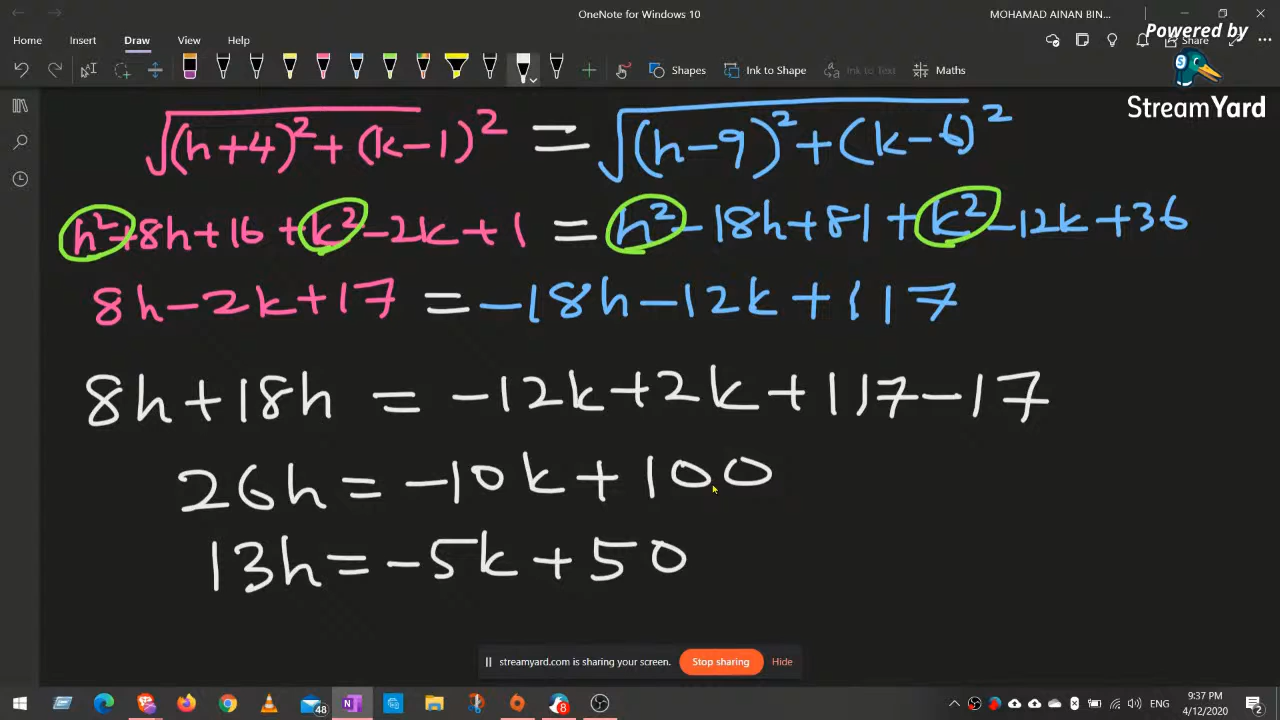 OneNote for Windows 10
MOHAMAD AINAN BIN...
Powered by
Home Insert Draw View Help
Share
Shapes Ink to Shape Ink to Text Maths
StreamYard
√(h+4)²+(k-1)² = √(h-9)²+(k-6)²
h²+8h+16+k²-2k+1 = h²-18h+81+k²-12k+36
8h-2k+17 = -18h-12k+117
8h+18h = -12k+2k+117-17
26h = -10k+100
13h = -5k+50
streamyard.com is sharing your screen. Stop sharing Hide
48
8
ENG
9:37 PM
4/12/2020
2